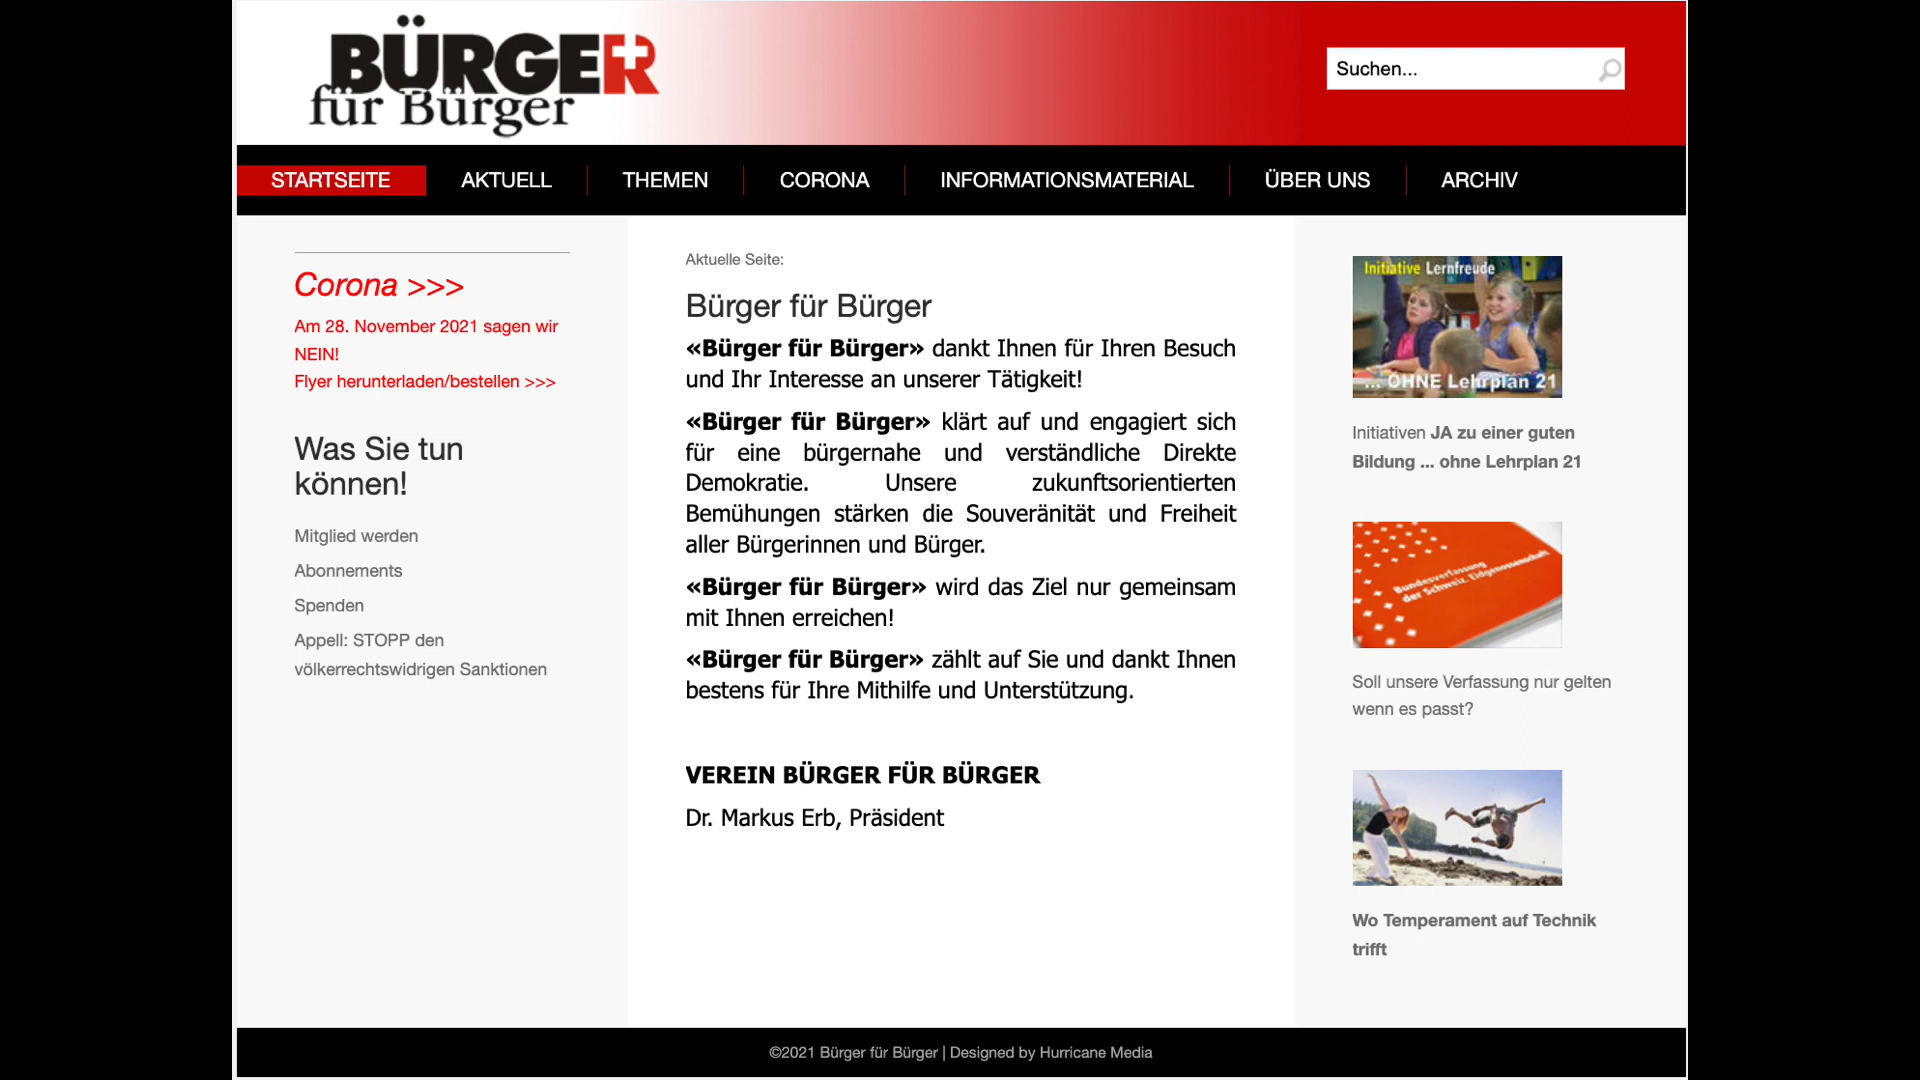 BÜRGER
für Bürger
Suchen...
STARTSEITE
AKTUELL
THEMEN
CORONA
INFORMATIONSMATERIAL
ÜBER UNS
ARCHIV
Corona >>>
Am 28. November 2021 sagen wir
NEIN!
Flyer herunterladen/bestellen >>>
Was Sie tun
können!
Mitglied werden
Abonnements
Spenden
Appell: STOPP den
völkerrechtswidrigen Sanktionen
Aktuelle Seite:
Bürger für Bürger
«Bürger für Bürger» dankt Ihnen für Ihren Besuch
und Ihr Interesse an unserer Tätigkeit!
«Bürger für Bürger» klärt auf und engagiert sich
für eine bürgernahe und verständliche Direkte
Demokratie. Unsere zukunftsorientierten
Bemühungen stärken die Souveränität und Freiheit
aller Bürgerinnen und Bürger.
«Bürger für Bürger» wird das Ziel nur gemeinsam
mit Ihnen erreichen!
«Bürger für Bürger» zählt auf Sie und dankt Ihnen
bestens für Ihre Mithilfe und Unterstützung.
VEREIN BÜRGER FÜR BÜRGER
Dr. Markus Erb, Präsident
Initiative Lernfreude
... OHNE Lehrplan 21
Initiativen JA zu einer guten
Bildung ... ohne Lehrplan 21
Bundesverfassung
der Schweiz. Eidgenossenschaft
Soll unsere Verfassung nur gelten
wenn es passt?
Wo Temperament auf Technik
trifft
©2021 Bürger für Bürger | Designed by Hurricane Media